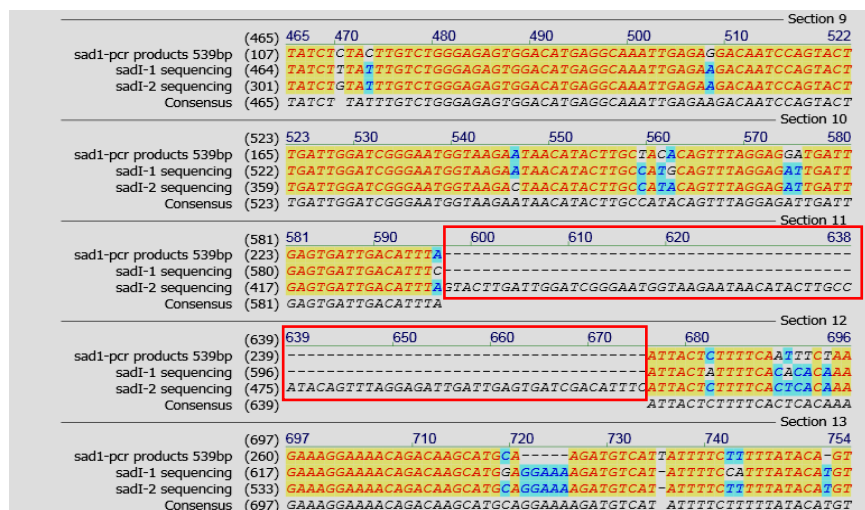 Section 9
(465) 465 470 480 490 500 510 522
sad1-pcr products 539bp (107) TATCTCTACTTGTCTGGGAGAGTGGACATGAGGCAAATTGAGAGGACAATCCAGTACT
sadI-1 sequencing (464) TATCTTTATTTGTCTGGGAGAGTGGACATGAGGCAAATTGAGAAGACAATCCAGTACT
sadI-2 sequencing (301) TATCTGTATTTGTCTGGGAGAGTGGACATGAGGCAAATTGAGAAGACAATCCAGTACT
Consensus (465) TATCT TATTTGTCTGGGAGAGTGGACATGAGGCAAATTGAGAAGACAATCCAGTACT
Section 10
(523) 523 530 540 550 560 570 580
sad1-pcr products 539bp (165) TGATTGGATCGGGAATGGTAAGAATAACATACTTGCTACACAGTTTAGGAGGATGATT
sadI-1 sequencing (522) TGATTGGATCGGGAATGGTAAGAATAACATACTTGCCATGCAGTTTAGGAGATTGATT
sadI-2 sequencing (359) TGATTGGATCGGGAATGGTAAGACTAACATACTTGCCATACAGTTTAGGAGATTGATT
Consensus (523) TGATTGGATCGGGAATGGTAAGAATAACATACTTGCCATACAGTTTAGGAGATTGATT
Section 11
(581) 581 590 600 610 620 638
sad1-pcr products 539bp (223) GAGTGATTGACATTTA------------------------------------------
sadI-1 sequencing (580) GAGTGATTGACATTTC------------------------------------------
sadI-2 sequencing (417) GAGTGATTGACATTTAGTACTTGATTGGATCGGGAATGGTAAGAATAACATACTTGCC
Consensus (581) GAGTGATTGACATTTA
Section 12
(639) 639 650 660 670 680 696
sad1-pcr products 539bp (239) -------------------------------------ATTACTCTTTTCAATTTCTAA
sadI-1 sequencing (596) -------------------------------------ATTACTATTTTCACACACAAA
sadI-2 sequencing (475) ATACAGTTTAGGAGATTGATTGAGTGATCGACATTTCATTACTCTTTTCACTCACAAA
Consensus (639) ATTACTCTTTTCACTCACAAA
Section 13
(697) 697 710 720 730 740 754
sad1-pcr products 539bp (260) GAAAGGAAAACAGACAAGCATGCA-----AGATGTCATTATTTTCTTTTTATACA-GT
sadI-1 sequencing (617) GAAAGGAAAACAGACAAGCATGGAGGAAAAGATGTCAT-ATTTTCCATTTATACATGT
sadI-2 sequencing (533) GAAAGGAAAACAGACAAGCATGCAGGAAAAGATGTCAT-ATTTTCTTTTTATACATGT
Consensus (697) GAAAGGAAAACAGACAAGCATGCAGGAAAAGATGTCAT ATTTTCTTTTTATACATGT